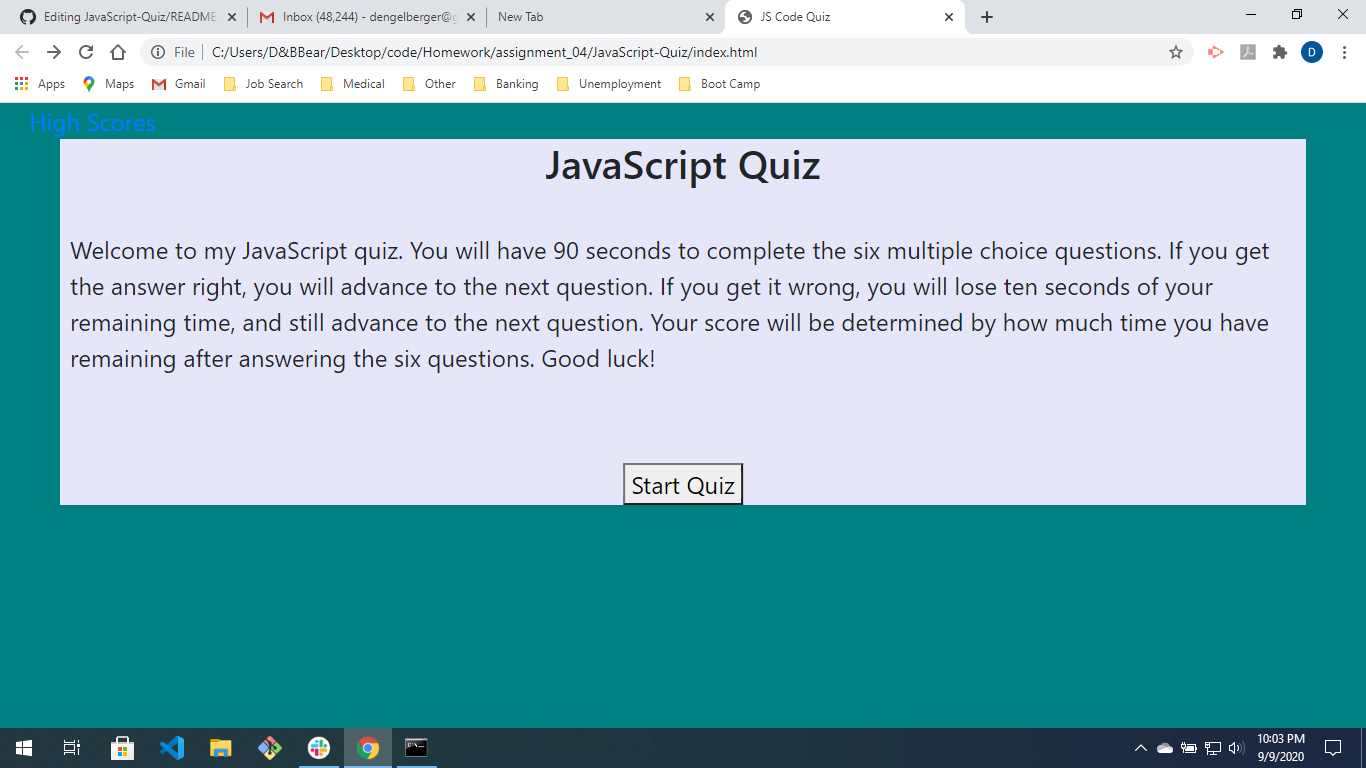 Editing JavaScript-Quiz/README
Inbox (48,244) - dengelberger@g
New Tab
JS Code Quiz
File
C:/Users/D&BBear/Desktop/code/Homework/assignment_04/JavaScript-Quiz/index.html
D
Apps
Maps
Gmail
Job Search
Medical
Other
Banking
Unemployment
Boot Camp
High Scores
JavaScript Quiz
Welcome to my JavaScript quiz. You will have 90 seconds to complete the six multiple choice questions. If you get
the answer right, you will advance to the next question. If you get it wrong, you will lose ten seconds of your
remaining time, and still advance to the next question. Your score will be determined by how much time you have
remaining after answering the six questions. Good luck!
Start Quiz
10:03 PM
9/9/2020